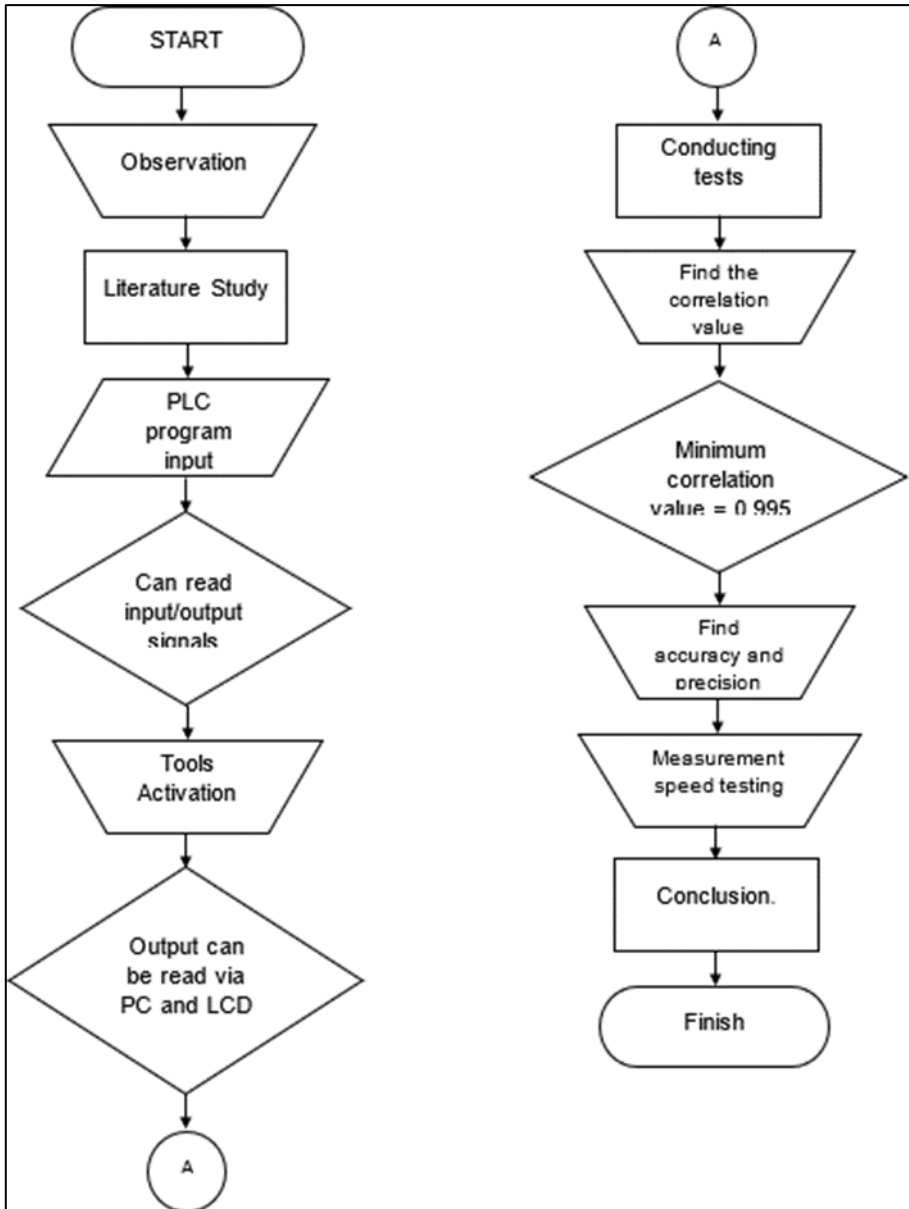 START
Observation
Literature Study
PLC
program
input
Can read
input/output
signals
Tools
Activation
Output can
be read via
PC and LCD
A
A
Conducting
tests
Find the
correlation
value
Minimum
correlation
value = 0.995
Find
accuracy and
precision
Measurement
speed testing
Conclusion.
Finish